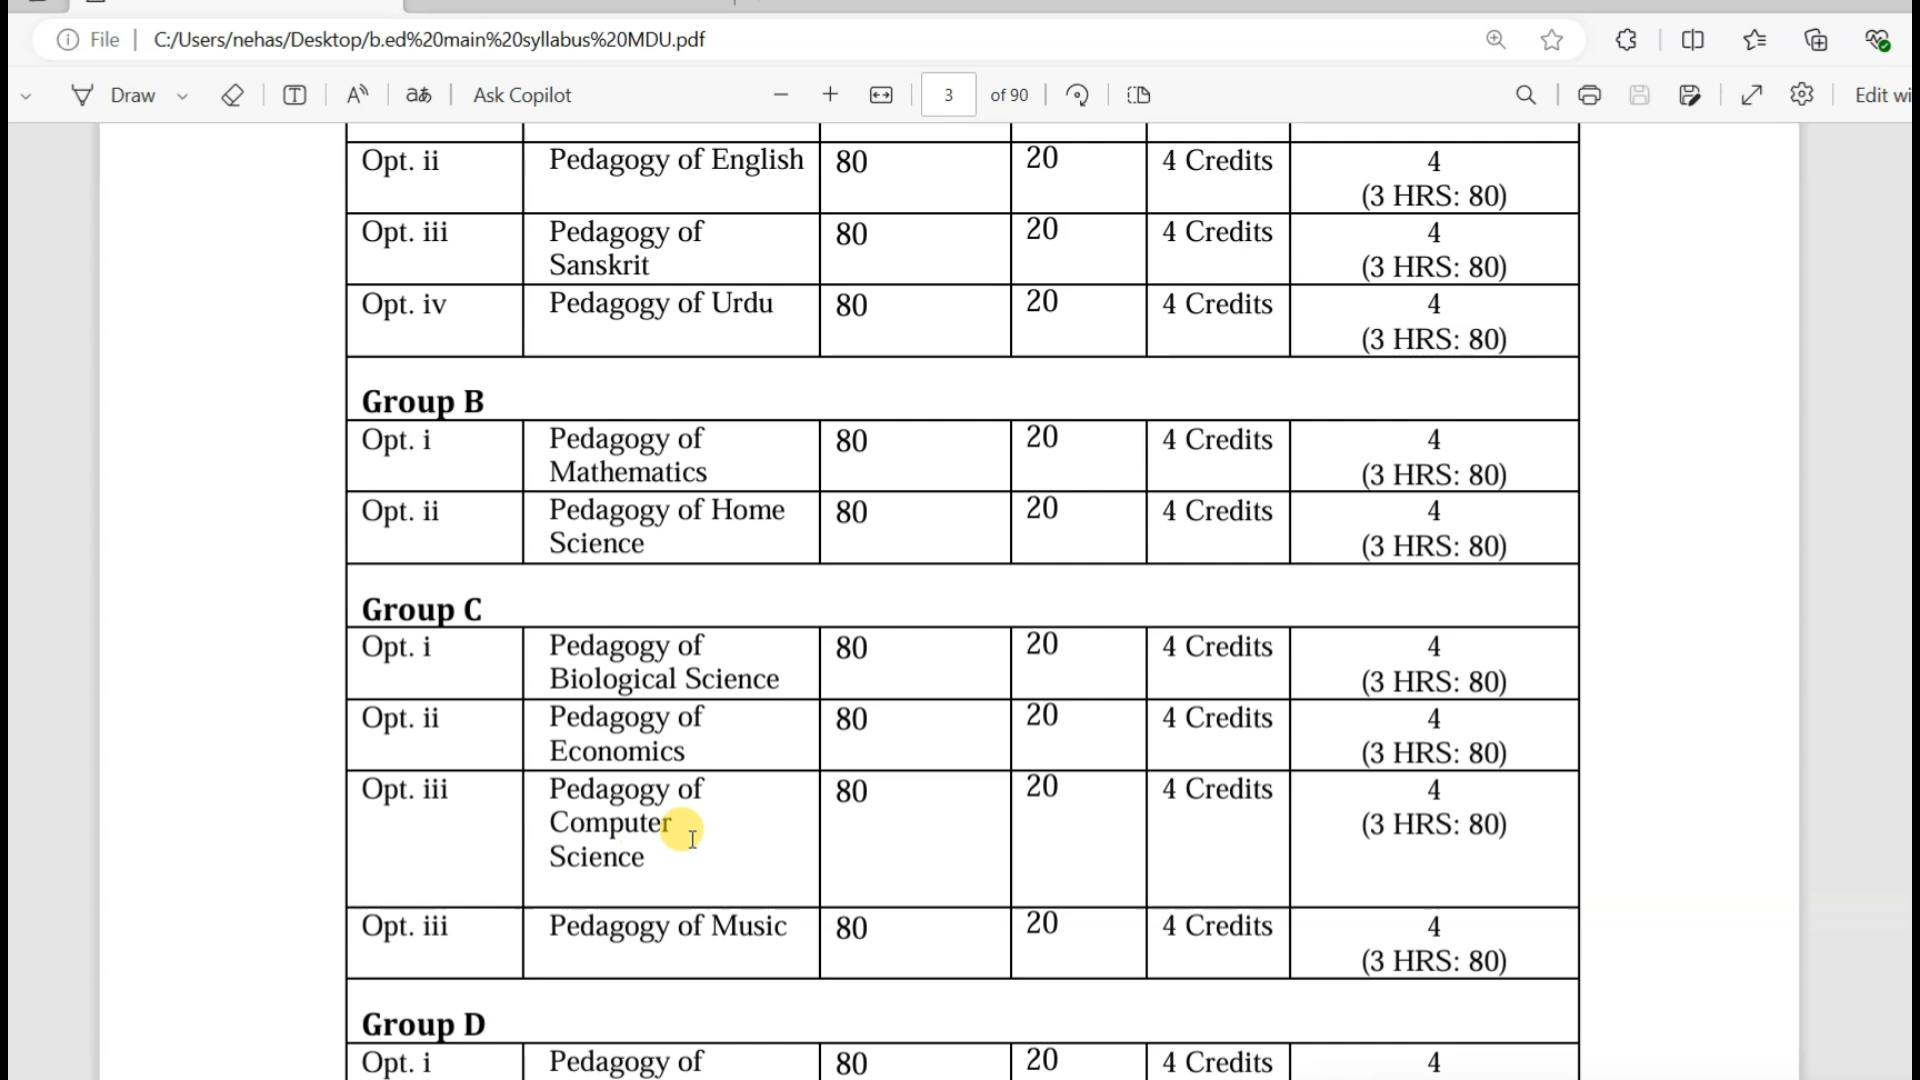 File C:/Users/nehas/Desktop/b.ed%20main%20syllabus%20MDU.pdf
Draw Ask Copilot 3 of 90 Edit wi
Opt. ii Pedagogy of English 80 20 4 Credits 4
(3 HRS: 80)
Opt. iii Pedagogy of 80 20 4 Credits 4
Sanskrit (3 HRS: 80)
Opt. iv Pedagogy of Urdu 80 20 4 Credits 4
(3 HRS: 80)
Group B
Opt. i Pedagogy of 80 20 4 Credits 4
Mathematics (3 HRS: 80)
Opt. ii Pedagogy of Home 80 20 4 Credits 4
Science (3 HRS: 80)
Group C
Opt. i Pedagogy of 80 20 4 Credits 4
Biological Science (3 HRS: 80)
Opt. ii Pedagogy of 80 20 4 Credits 4
Economics (3 HRS: 80)
Opt. iii Pedagogy of 80 20 4 Credits 4
Computer (3 HRS: 80)
Science
Opt. iii Pedagogy of Music 80 20 4 Credits 4
(3 HRS: 80)
Group D
Opt. i Pedagogy of 80 20 4 Credits 4